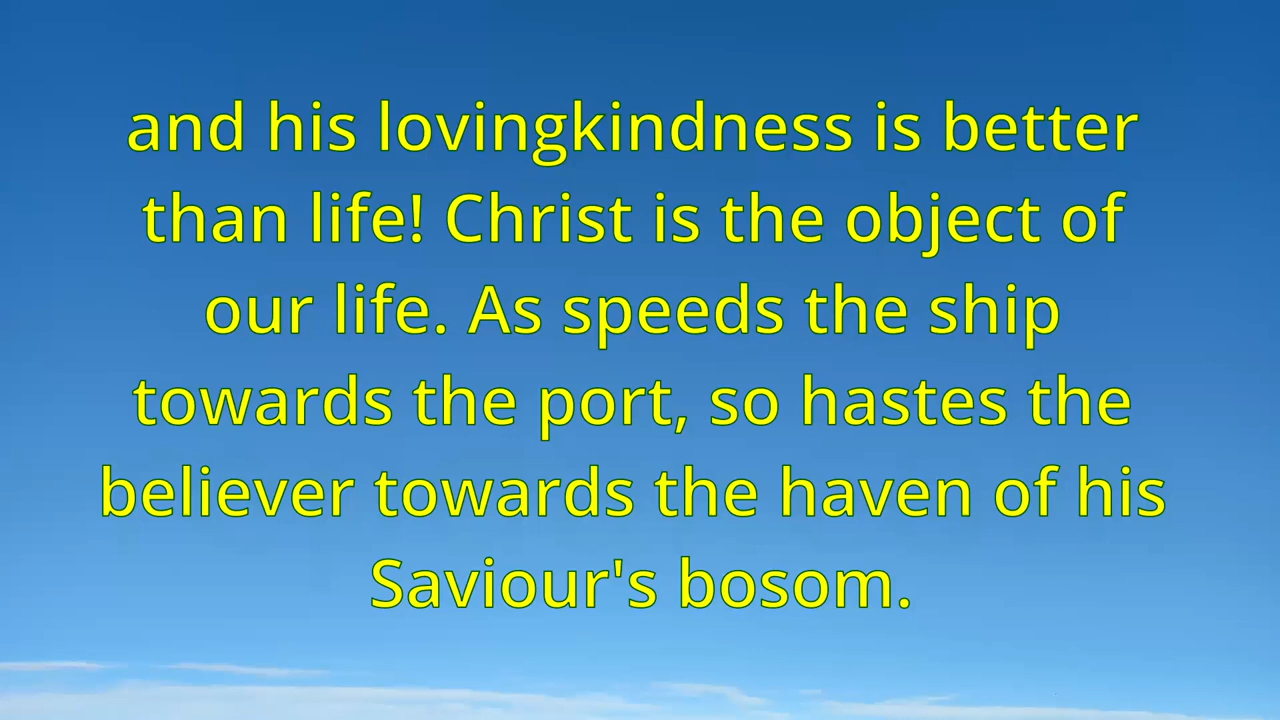 and his lovingkindness is better
than life! Christ is the object of
our life. As speeds the ship
towards the port, so hastes the
believer towards the haven of his
Saviour's bosom.